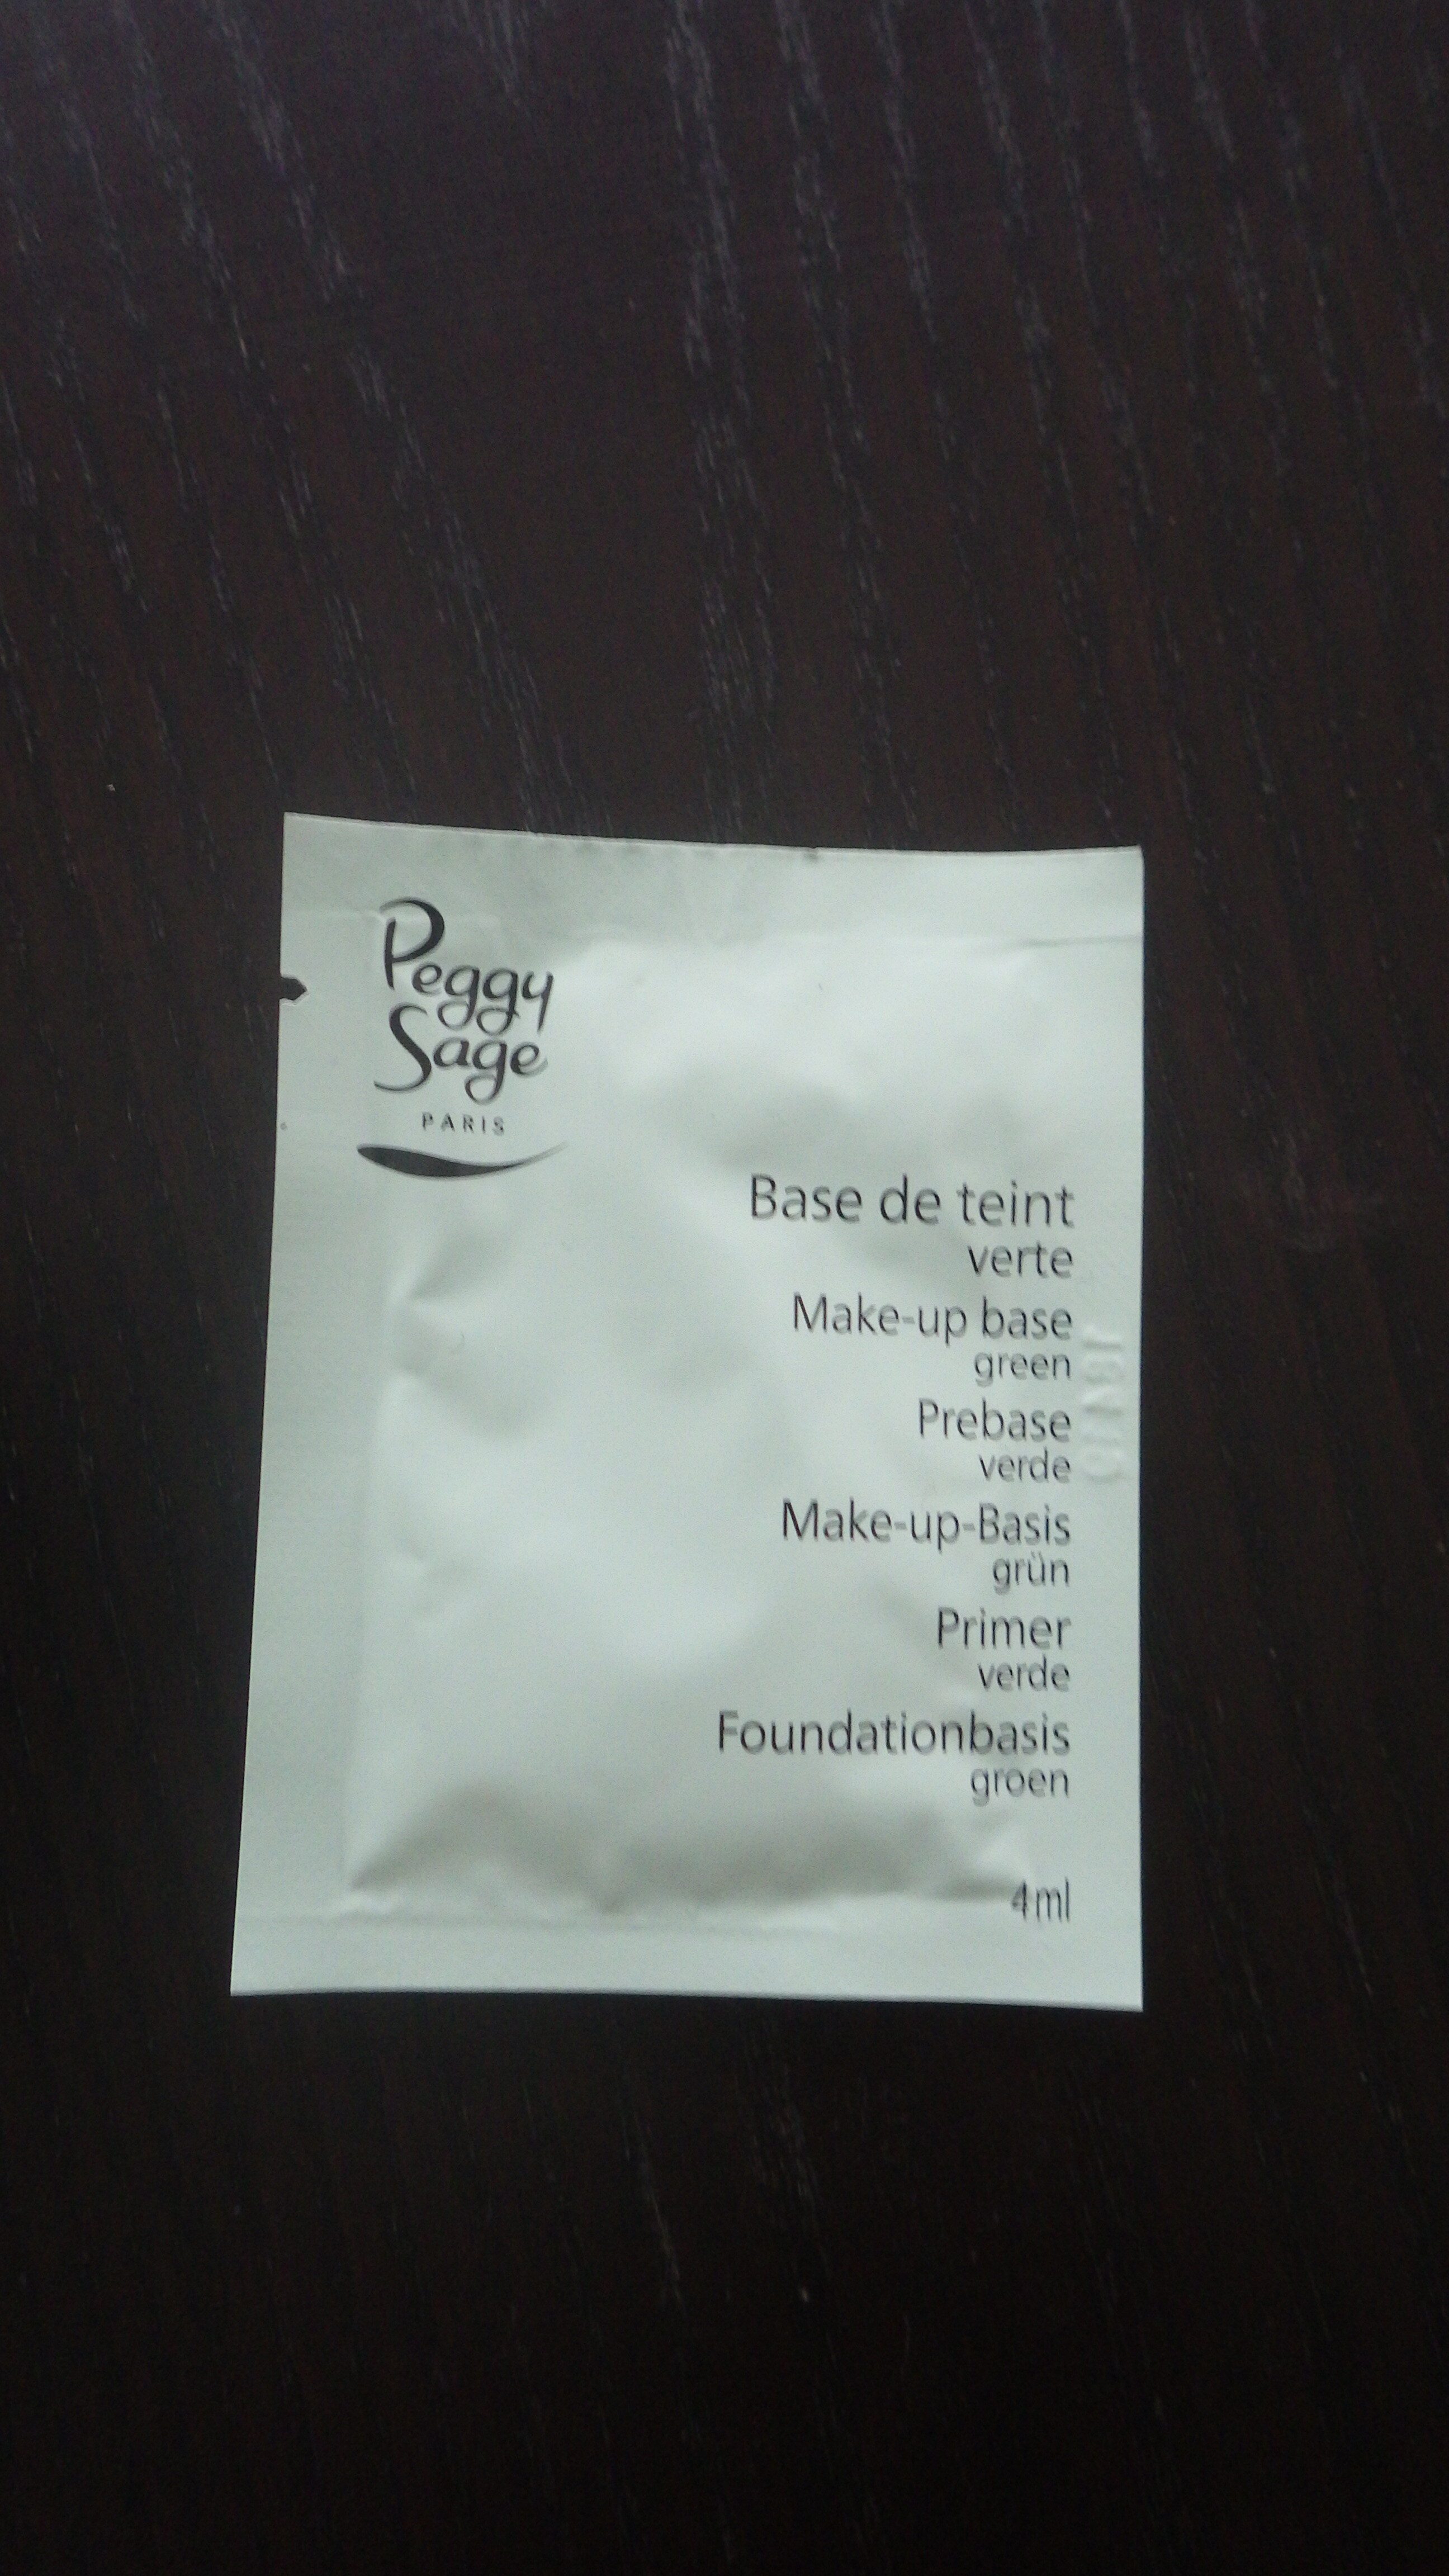 Peggy
Sage
PARIS
Base de teint
verte
Make-up base
green
Prebase
verde
Make-up-Basis
grün
Primer
verde
Foundationbasis
groen
4ml